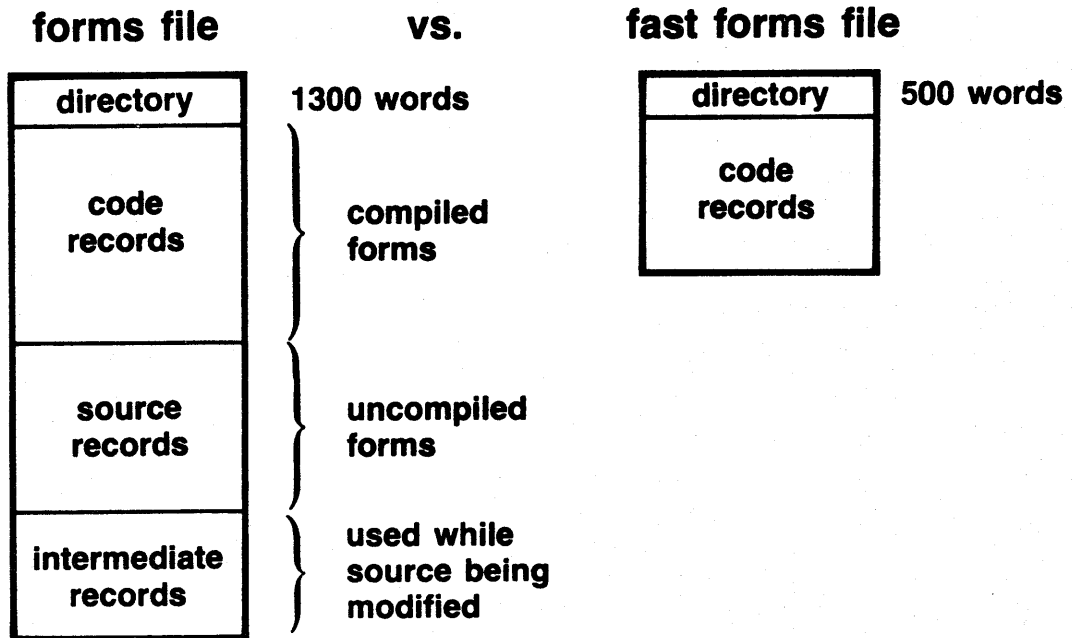 forms file vs. fast forms file
directory 1300 words
code
records
compiled
forms
source
records
uncompiled
forms
intermediate
records
used while
source being
modified
directory 500 words
code
records